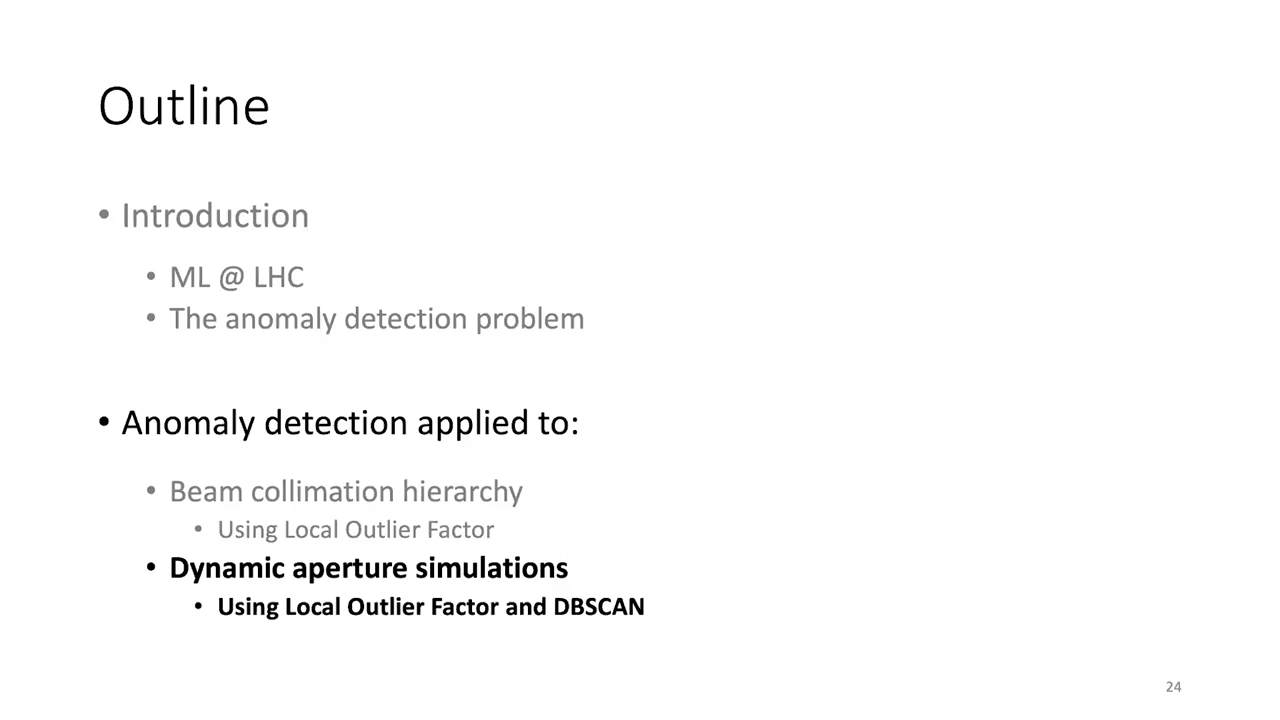 Outline
• Introduction
• ML @ LHC
• The anomaly detection problem
• Anomaly detection applied to:
• Beam collimation hierarchy
• Using Local Outlier Factor
• Dynamic aperture simulations
• Using Local Outlier Factor and DBSCAN
24